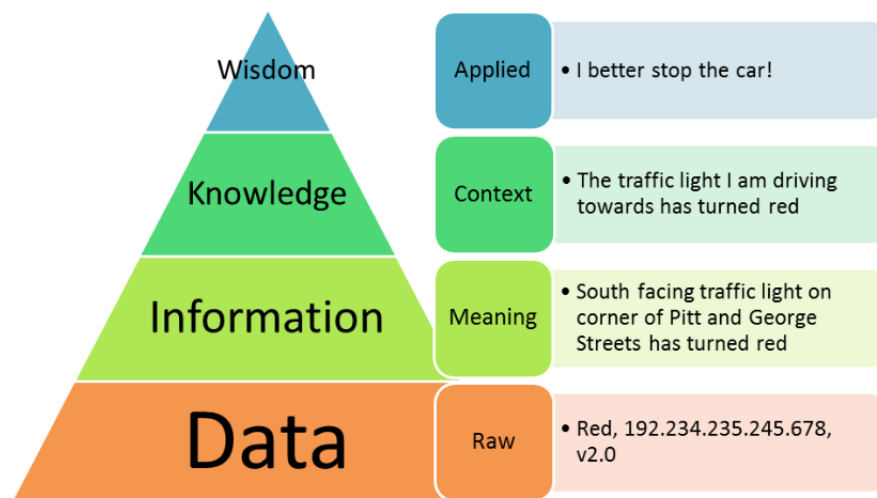 Wisdom
Applied
• I better stop the car!
Knowledge
Context
• The traffic light I am driving
towards has turned red
Information
Meaning
• South facing traffic light on
corner of Pitt and George
Streets has turned red
Data
Raw
• Red, 192.234.235.245.678,
v2.0